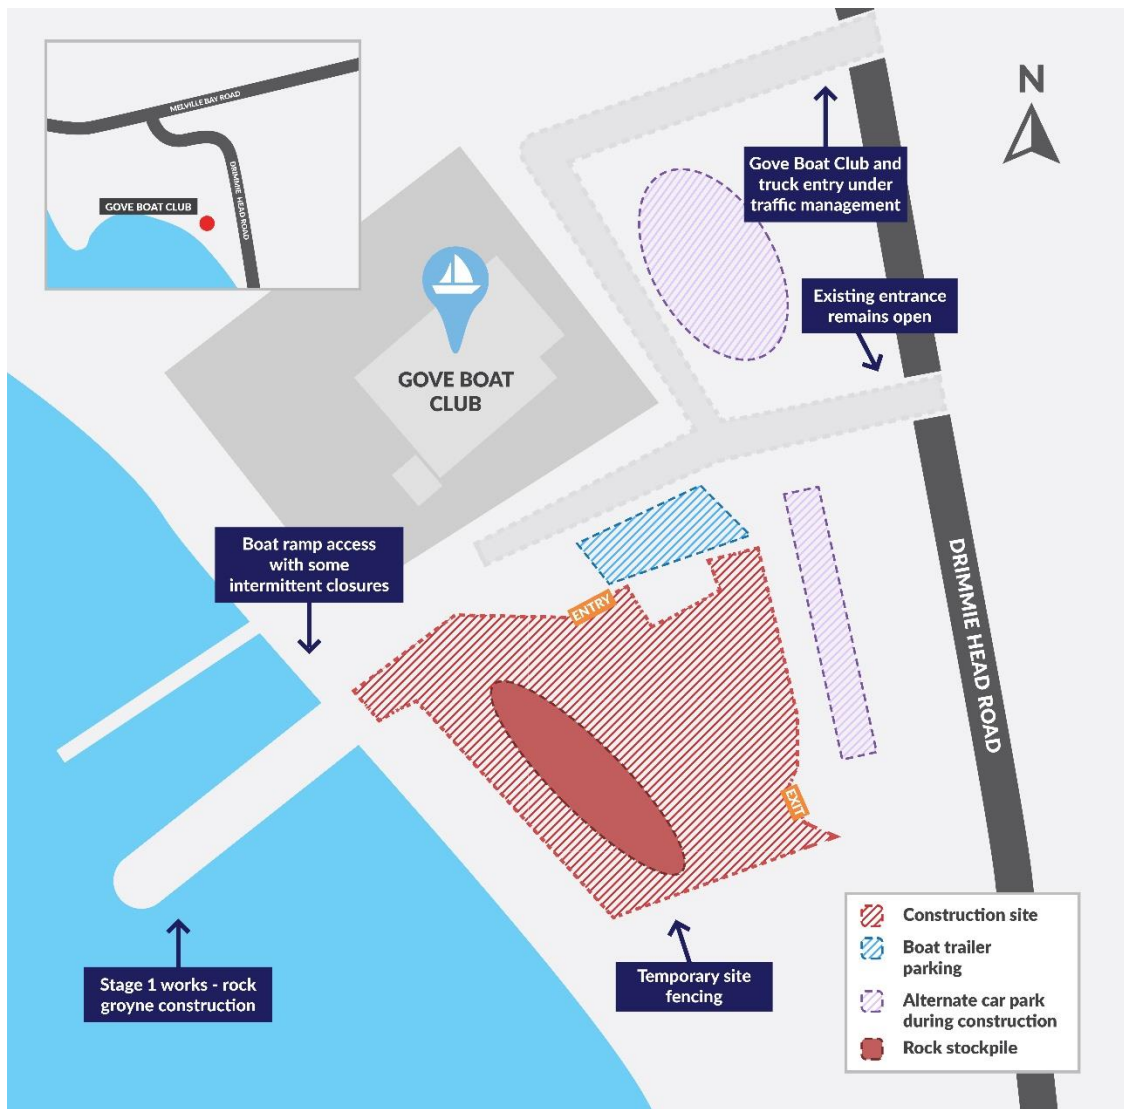 MELVILLE BAY ROAD
DRIMMIE HEAD ROAD
GOVE BOAT CLUB
N
Gove Boat Club and
truck entry under
traffic management
Existing entrance
remains open
GOVE BOAT
CLUB
Boat ramp access
with some
intermittent closures
ENTRY
DRIMMIE HEAD ROAD
EXIT
Stage 1 works - rock
groyne construction
Temporary site
fencing
Construction site
Boat trailer
parking
Alternate car park
during construction
Rock stockpile